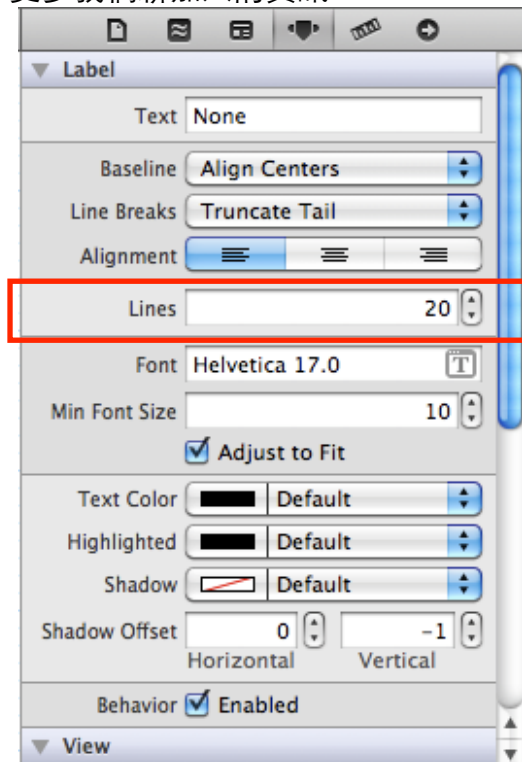 Label
Text None
Baseline Align Centers
Line Breaks Truncate Tail
Alignment
Lines 20
Font Helvetica 17.0 T
Min Font Size 10
Adjust to Fit
Text Color Default
Highlighted Default
Shadow Default
Shadow Offset 0 -1
Horizontal Vertical
Behavior Enabled
View